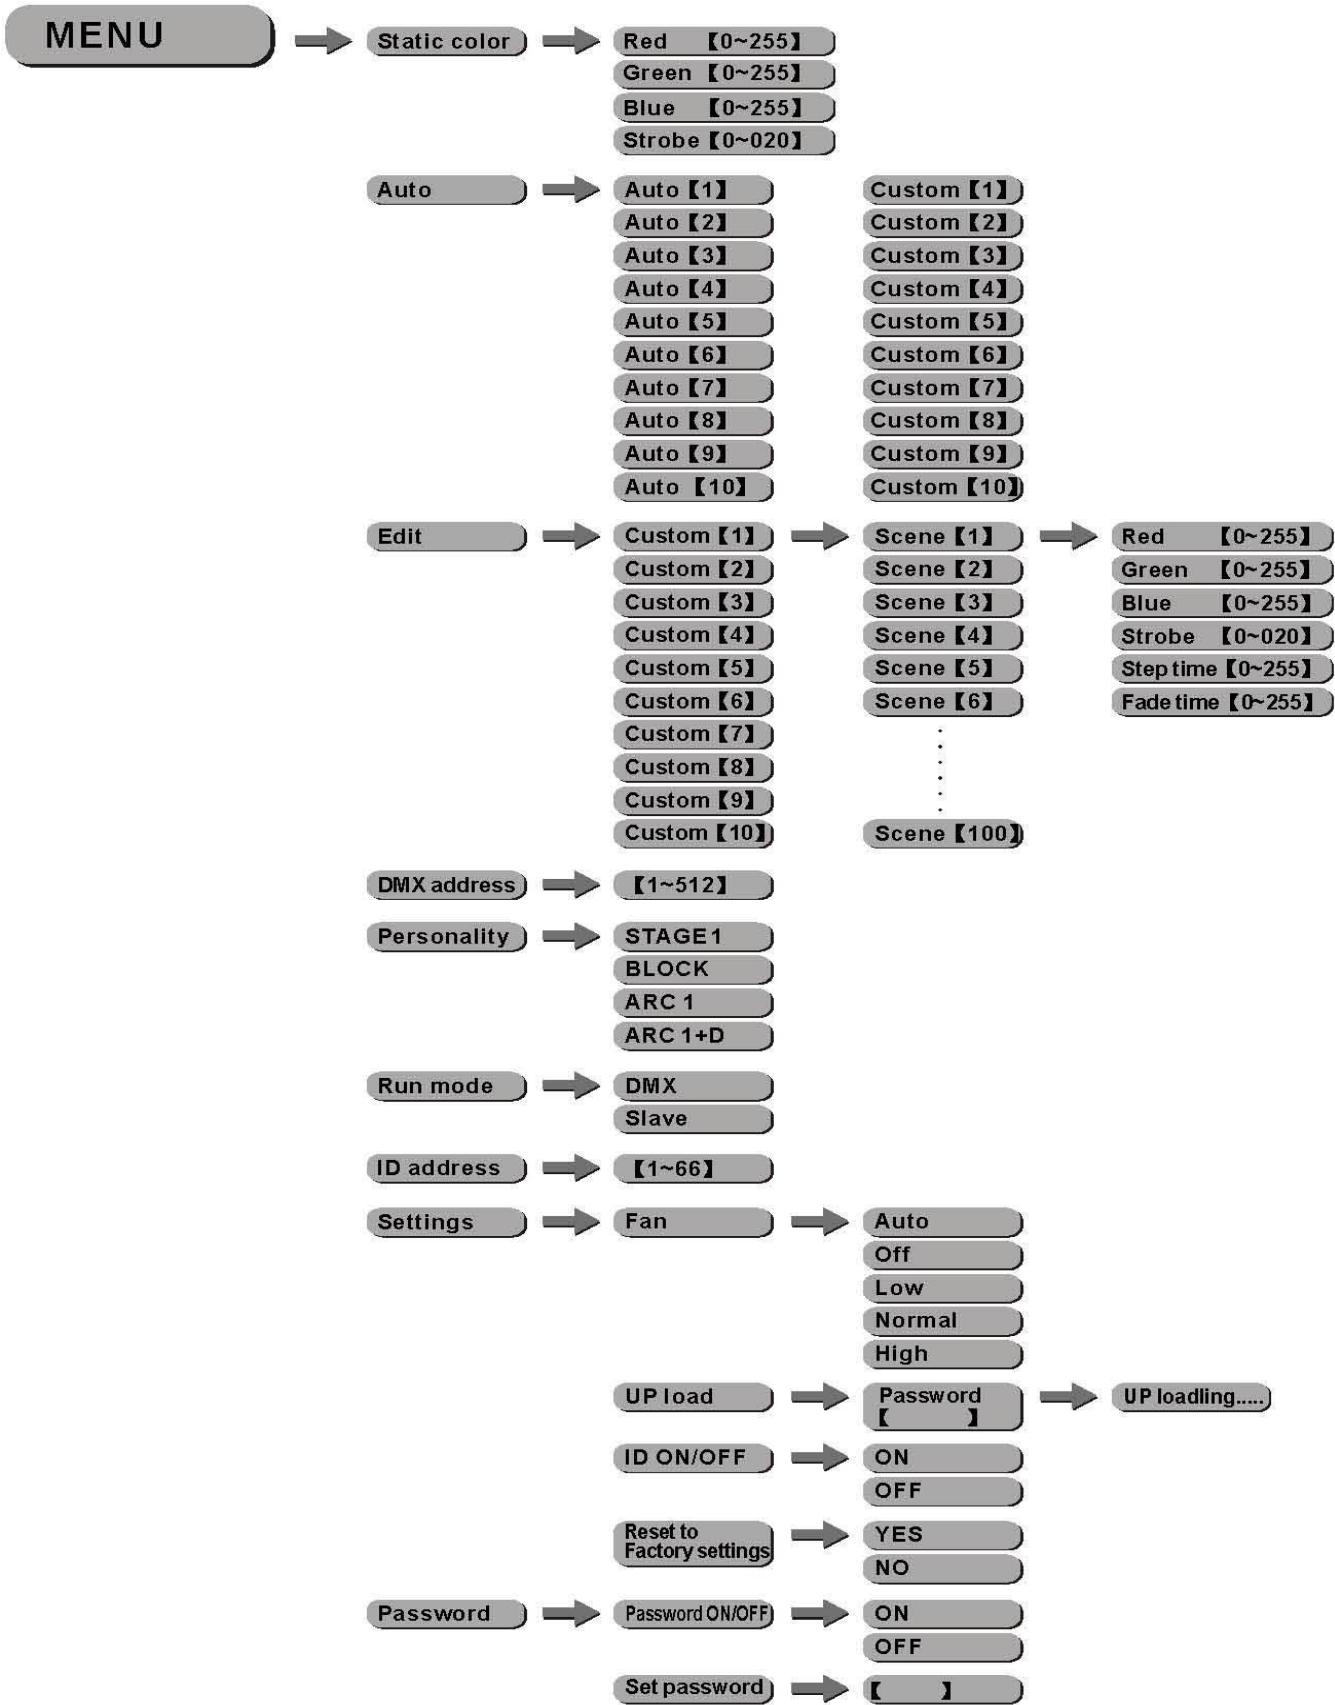 MENU
Static color
Red 【0~255】
Green 【0~255】
Blue 【0~255】
Strobe【0~020】
Auto
Auto【1】 Custom【1】
Auto【2】 Custom【2】
Auto【3】 Custom【3】
Auto【4】 Custom【4】
Auto【5】 Custom【5】
Auto【6】 Custom【6】
Auto【7】 Custom【7】
Auto【8】 Custom【8】
Auto【9】 Custom【9】
Auto 【10】 Custom【10】
Edit
Custom【1】 Scene【1】 Red 【0~255】
Custom【2】 Scene【2】 Green 【0~255】
Custom【3】 Scene【3】 Blue 【0~255】
Custom【4】 Scene【4】 Strobe 【0~020】
Custom【5】 Scene【5】 Step time【0~255】
Custom【6】 Scene【6】 Fade time【0~255】
Custom【7】
Custom【8】
Custom【9】
Custom【10】 Scene【100】
DMX address 【1~512】
Personality STAGE1
BLOCK
ARC 1
ARC 1+D
Run mode DMX
Slave
ID address 【1~66】
Settings Fan Auto
Off
Low
Normal
High
UP load Password
【 】 UP loadling.....
ID ON/OFF ON
OFF
Reset to
Factory settings YES
NO
Password Password ON/OFF ON
OFF
Set password 【 】